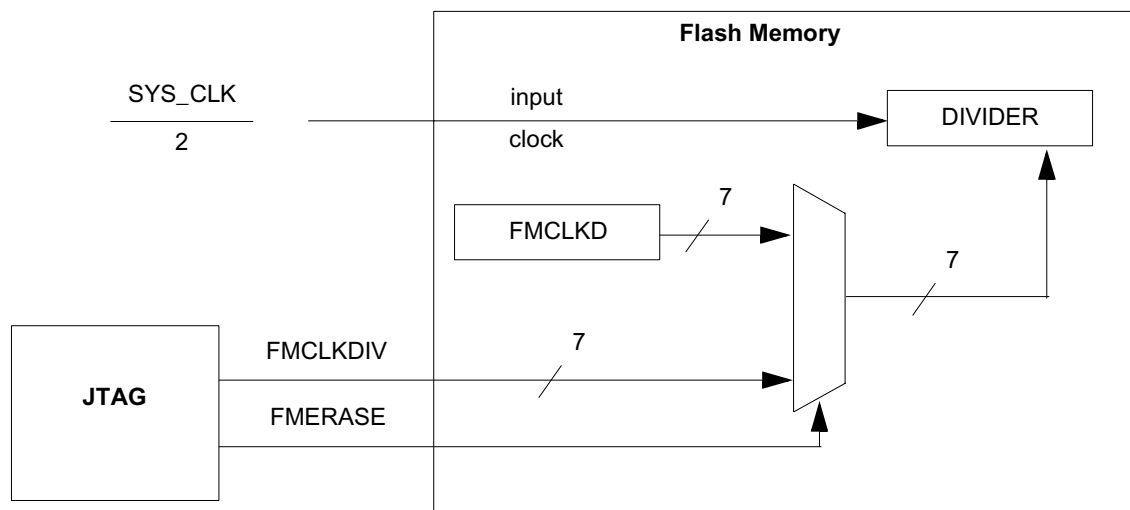 Flash Memory
SYS_CLK
2
input
clock
DIVIDER
7
FMCLKD
7
FMCLKDIV
7
JTAG
FMERASE